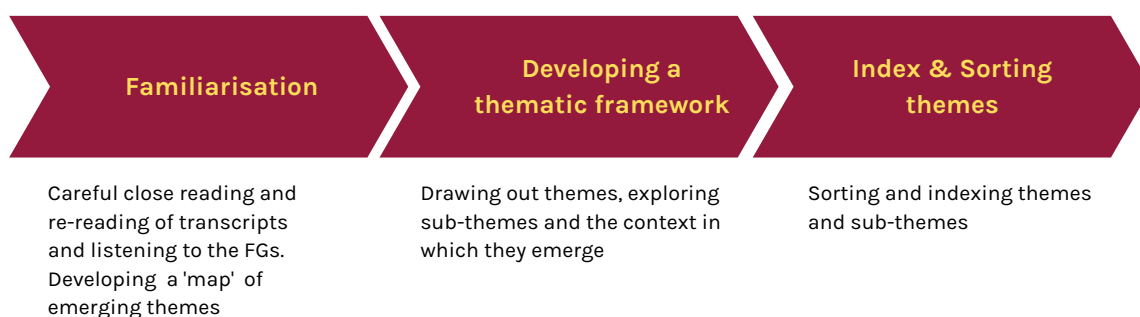 Familiarisation
Careful close reading and
re-reading of transcripts
and listening to the FGs.
Developing a 'map' of
emerging themes
Developing a
thematic framework
Drawing out themes, exploring
sub-themes and the context in
which they emerge
Index & Sorting
themes
Sorting and indexing themes
and sub-themes